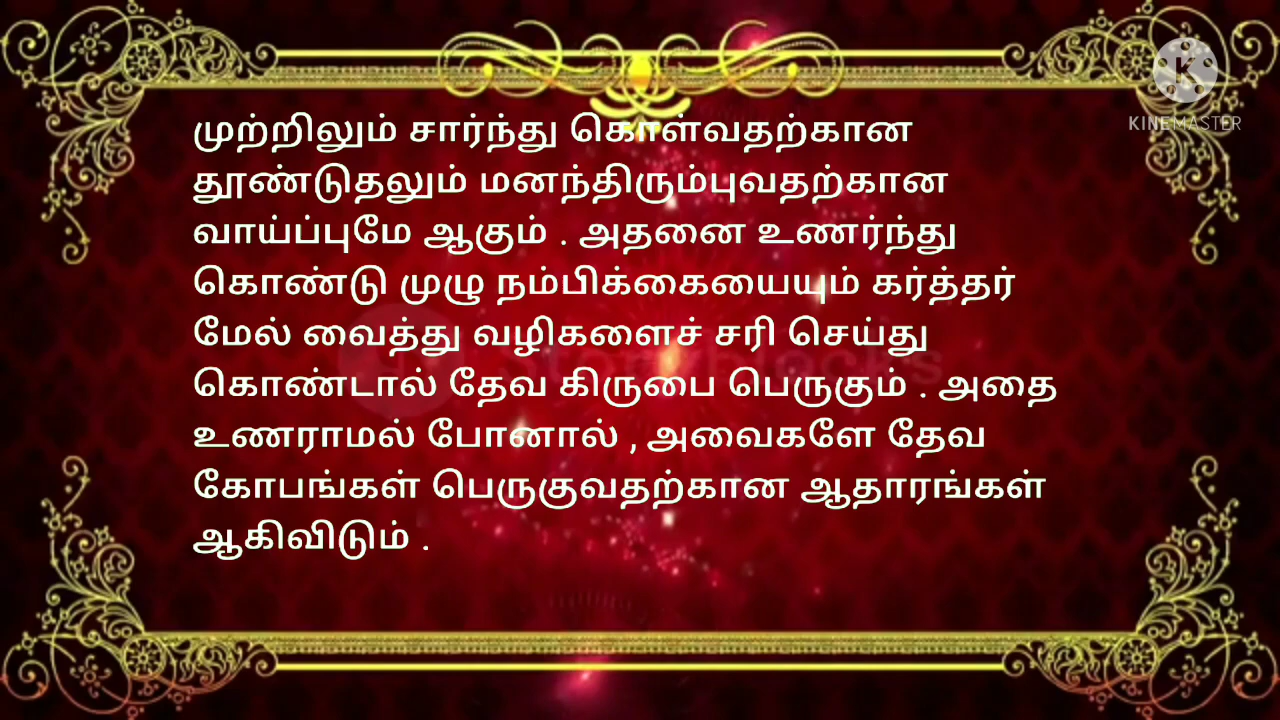 முற்றிலும் சார்ந்து கொள்வதற்கான
தூண்டுதலும் மனந்திரும்புவதற்கான
வாய்ப்புமே ஆகும் . அதனை உணர்ந்து
கொண்டு முழு நம்பிக்கையையும் கர்த்தர்
மேல் வைத்து வழிகளைச் சரி செய்து
கொண்டால் தேவ கிருபை பெருகும் . அதை
உணராமல் போனால் , அவைகளே தேவ
கோபங்கள் பெருகுவதற்கான ஆதாரங்கள்
ஆகிவிடும் .
K
KINEMASTER